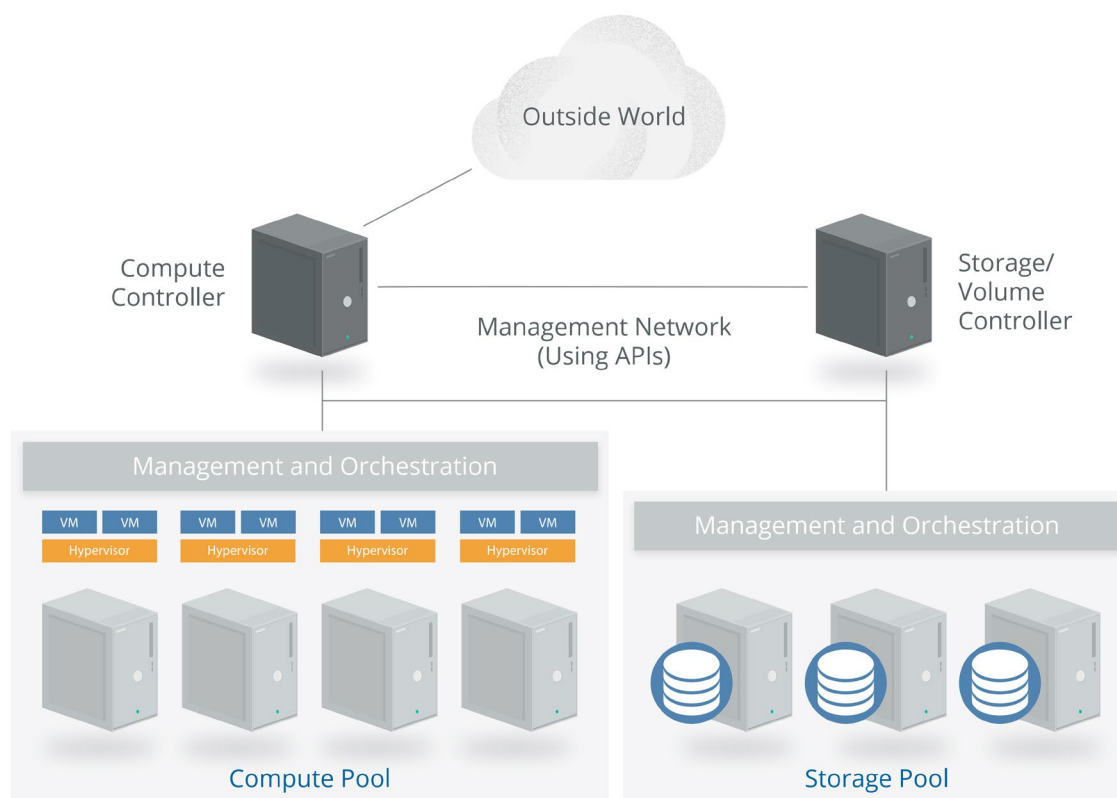 Outside World
Compute
Controller
Storage/
Volume
Controller
Management Network
(Using APIs)
Management and Orchestration
VM VM VM VM VM VM VM VM
Hypervisor Hypervisor Hypervisor Hypervisor
Compute Pool
Management and Orchestration
Storage Pool